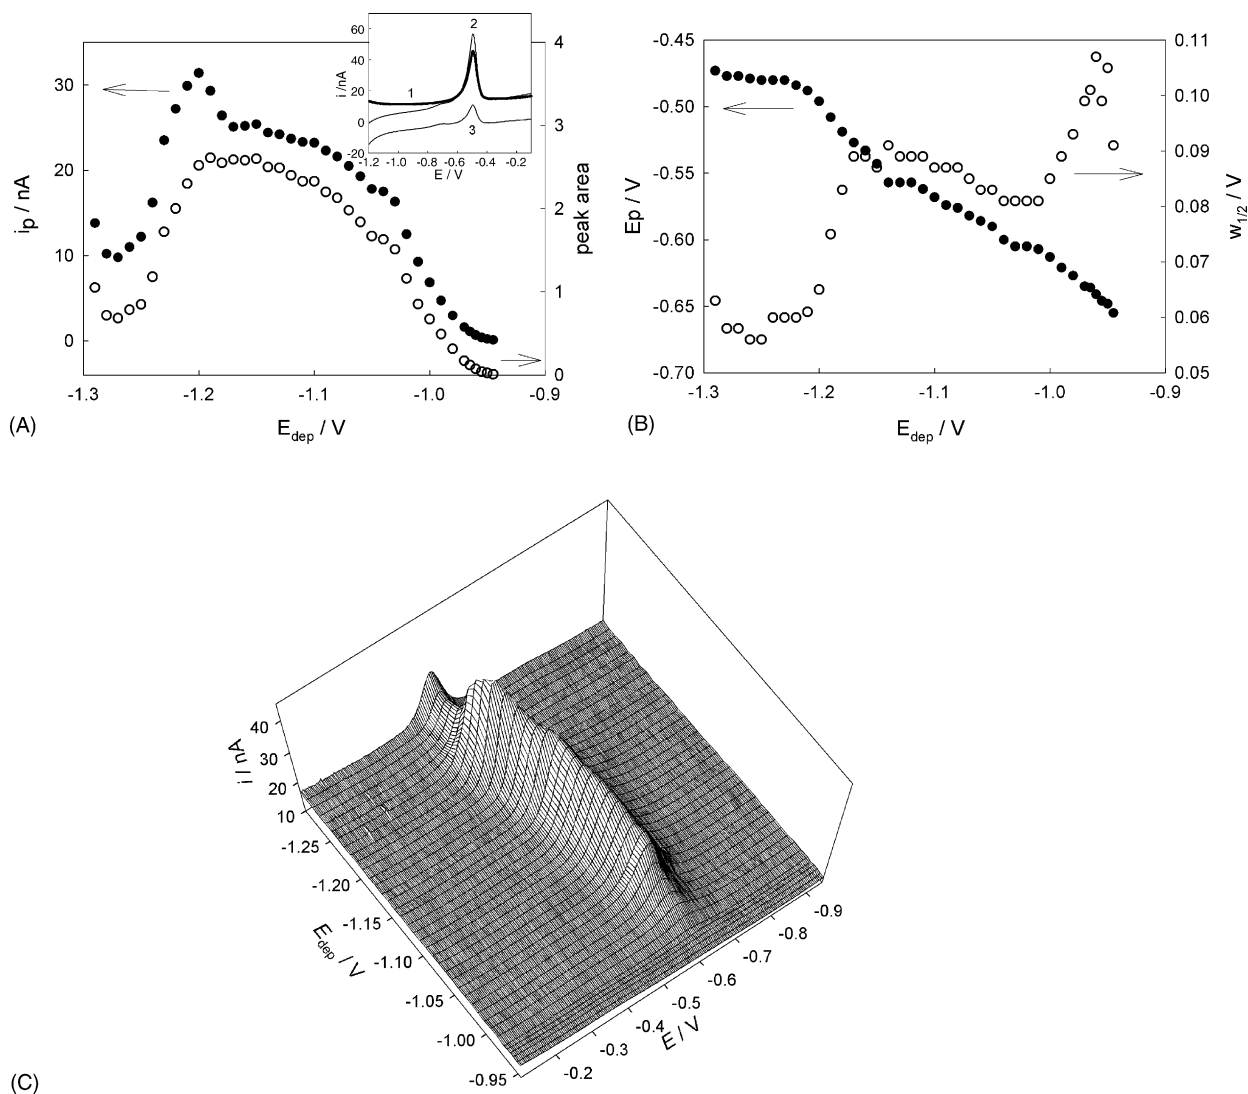 60
40
20
0
-20
i /nA
1
2
3
-1.2 -1.0 -0.8 -0.6 -0.4 -0.2
E / V
30
20
10
0
i_p / nA
4
3
2
1
0
peak area
-1.3 -1.2 -1.1 -1.0 -0.9
E_dep / V
(A)
-0.45
-0.50
-0.55
-0.60
-0.65
-0.70
Ep / V
0.11
0.10
0.09
0.08
0.07
0.06
0.05
w_1/2 / V
-1.3 -1.2 -1.1 -1.0 -0.9
E_dep / V
(B)
40
30
20
10
i / nA
-1.25
-1.20
-1.15
-1.10
-1.05
-1.00
-0.95
E_dep / V
-0.9
-0.8
-0.7
-0.6
-0.5
-0.4
-0.3
-0.2
E / V
(C)